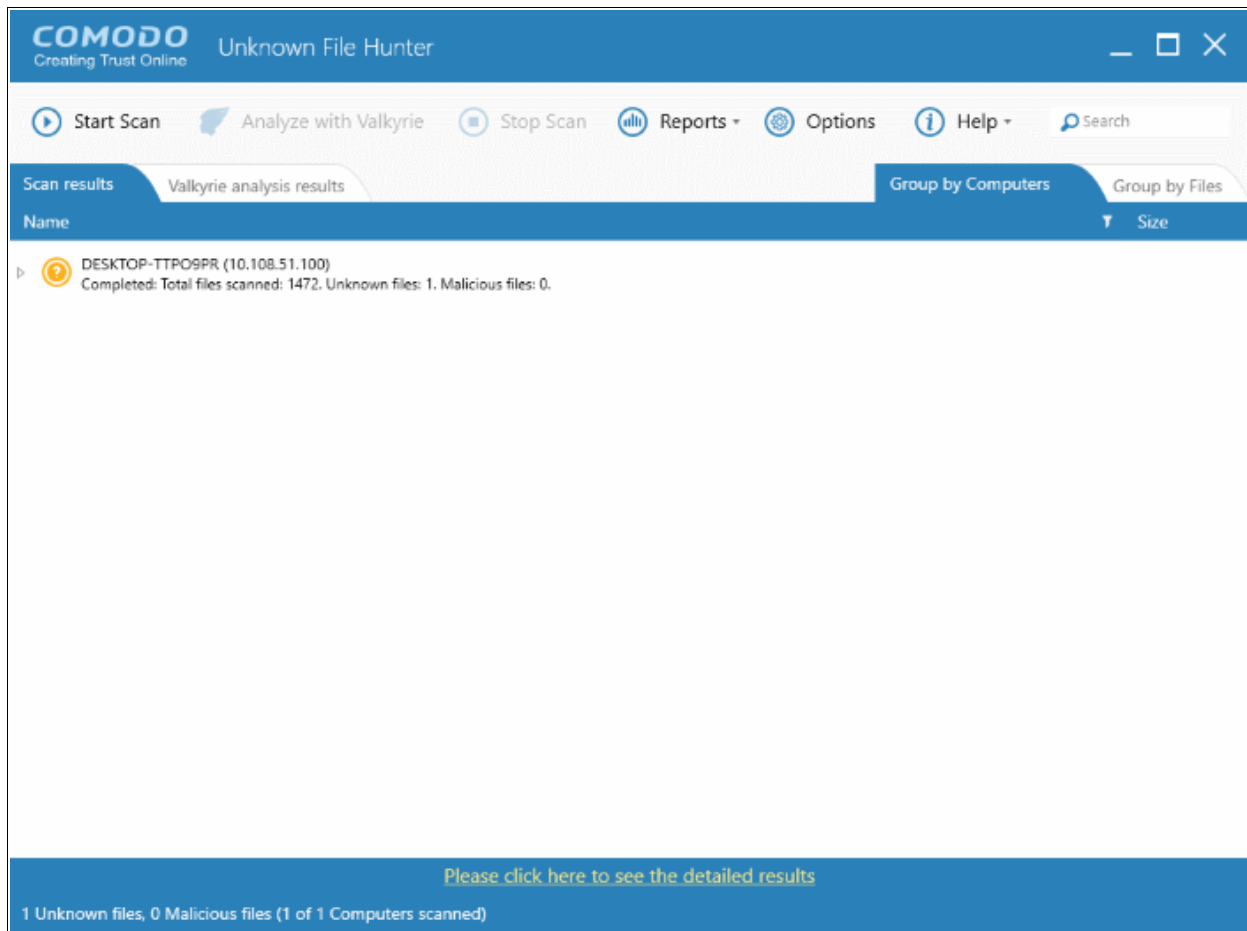 COMODO
Creating Trust Online
Unknown File Hunter
Start Scan
Analyze with Valkyrie
Stop Scan
Reports
Options
Help
Search
Scan results
Valkyrie analysis results
Group by Computers
Group by Files
Name
Size
DESKTOP-TTPO9PR (10.108.51.100)
Completed: Total files scanned: 1472. Unknown files: 1. Malicious files: 0.
Please click here to see the detailed results
1 Unknown files, 0 Malicious files (1 of 1 Computers scanned)